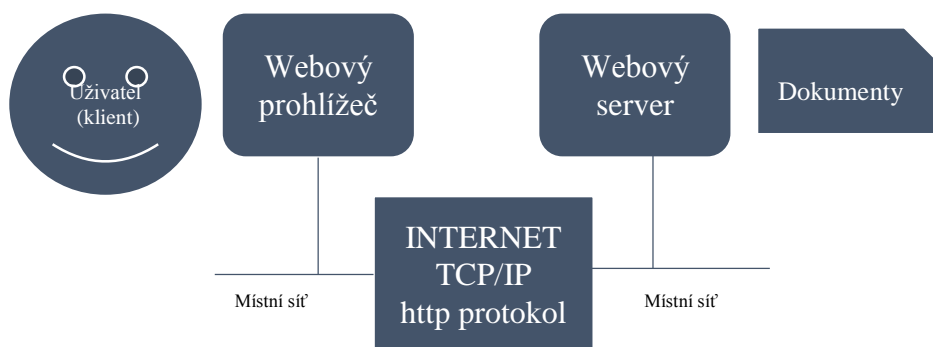 Uživatel
(klient)
Webový
prohlížeč
Webový
server
Dokumenty
INTERNET
TCP/IP
http protokol
Místní síť
Místní síť